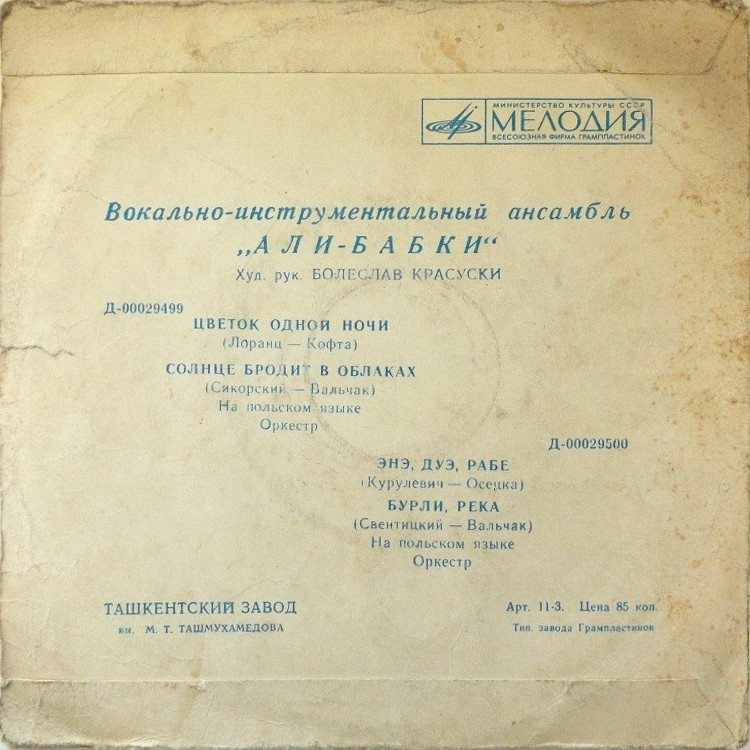 МИНИСТЕРСТВО КУЛЬТУРЫ СССР
МЕЛОДИЯ
ВСЕСОЮЗНАЯ ФИРМА ГРАМПЛАСТИНОК
Вокально-инструментальный ансамбль
„АЛИ-БАБКИ“
Худ. рук. БОЛЕСЛАВ КРАСУСКИ
Д-00029499
ЦВЕТОК ОДНОЙ НОЧИ
(Лоранц — Кофта)
СОЛНЦЕ БРОДИТ В ОБЛАКАХ
(Сикорский — Вальчак)
На польском языке
Оркестр
Д-00029500
ЭНЭ, ДУЭ, РАБЕ
(Курулевич — Осецка)
БУРЛИ, РЕКА
(Свентицкий — Вальчак)
На польском языке
Оркестр
ТАШКЕНТСКИЙ ЗАВОД
им. М. Т. ТАШМУХАМЕДОВА
Арт. 11-3. Цена 85 коп.
Тип. завода Грампластинок